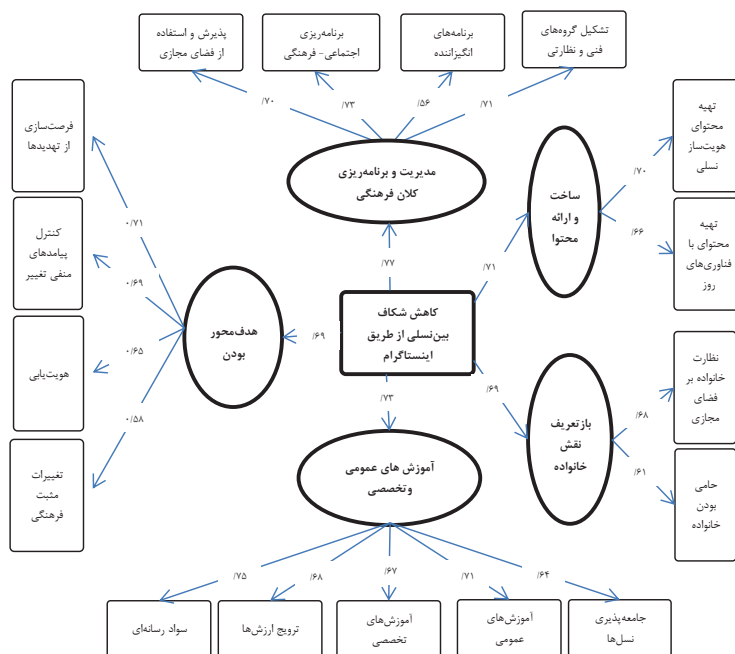 تشکیل گروه‌های
فنی و نظارتی
برنامه‌های
انگیزاننده
برنامه‌ریزی
اجتماعی- فرهنگی
پذیرش و استفاده
از فضای مجازی
/۷۱
/۵۶
/۷۳
/۷۰
مدیریت و برنامه‌ریزی
کلان فرهنگی
/۷۷
تهیه
محتوای
هویت‌ساز
نسلی
/۷۰
تهیه
محتوای با
فناوری‌های
روز
/۶۶
ساخت
و ارائه
محتوا
/۷۱
کاهش شکاف
بین‌نسلی از طریق
اینستاگرام
/۶۹
نظارت
خانواده بر
فضای
مجازی
/۶۸
حامی
بودن
خانواده
/۶۱
بازتعریف
نقش
خانواده
/۶۹
هدف‌محور
بودن
فرصت‌سازی
از تهدیدها
۰/۷۱
کنترل
پیامدهای
منفی تغییر
۰/۶۹
هویت‌یابی
۰/۶۵
تغییرات
مثبت
فرهنگی
۰/۵۸
/۷۳
آموزش های عمومی
وتخصصی
/۶۴
/۷۱
/۶۷
/۶۸
/۷۵
جامعه‌پذیری
نسل‌ها
آموزش‌های
عمومی
آموزش‌های
تخصصی
ترویج ارزش‌ها
سواد رسانه‌ای